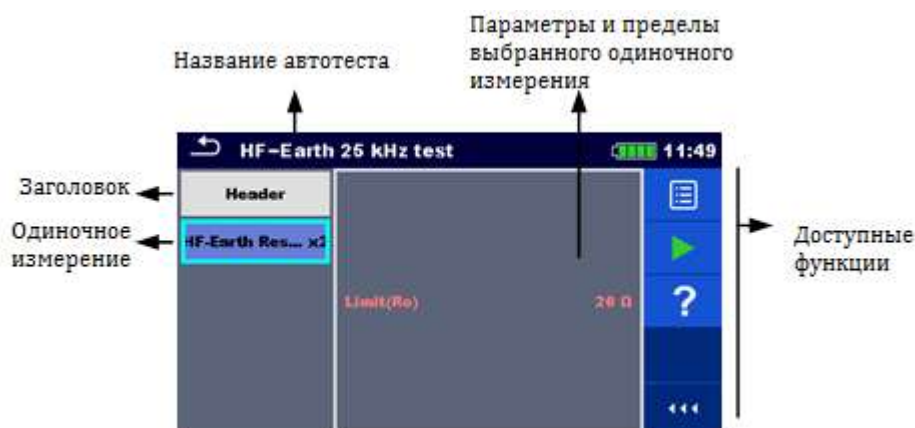 Параметры и пределы
выбранного одиночного
измерения
Название автотеста
HF-Earth 25 kHz test
11:49
Заголовок
Header
Одиночное
измерение
HF-Earth Res... x2
Limit(Ro)
20 Ω
?
Доступные
функции